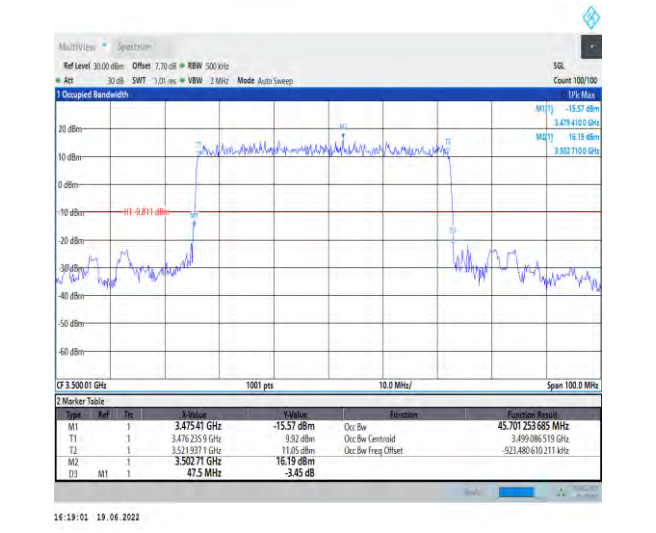 MultiView Spectrum
Ref Level 30.00 dBm Offset 7.70 dB RBW 500 kHz SGL
Att 30 dB SWT 1.01 ms VBW 2 MHz Mode Auto Sweep Count 100/100
1 Occupied Bandwidth 1Pk Max
M1[1] -15.57 dBm
3.479 4100 GHz
M2[1] 16.19 dBm
3.502 7100 GHz
M2
20 dBm
T1 T2
10 dBm
0 dBm
-10 dBm H1 -9.811 dBm
M1
-20 dBm
D3
-30 dBm
-40 dBm
-50 dBm
-60 dBm
CF 3.500 01 GHz 1001 pts 10.0 MHz/ Span 100.0 MHz
2 Marker Table
Type Ref Trc X-Value Y-Value Function Function Result
M1 1 3.475 41 GHz -15.57 dBm Occ Bw 45.701 253 685 MHz
T1 1 3.476 235 9 GHz 9.92 dBm Occ Bw Centroid 3.499 086 519 GHz
T2 1 3.521 937 1 GHz 11.05 dBm Occ Bw Freq Offset -923.480 610 211 kHz
M2 1 3.502 71 GHz 16.19 dBm
D3 M1 1 47.5 MHz -3.45 dB
16:19:01 19.06.2022